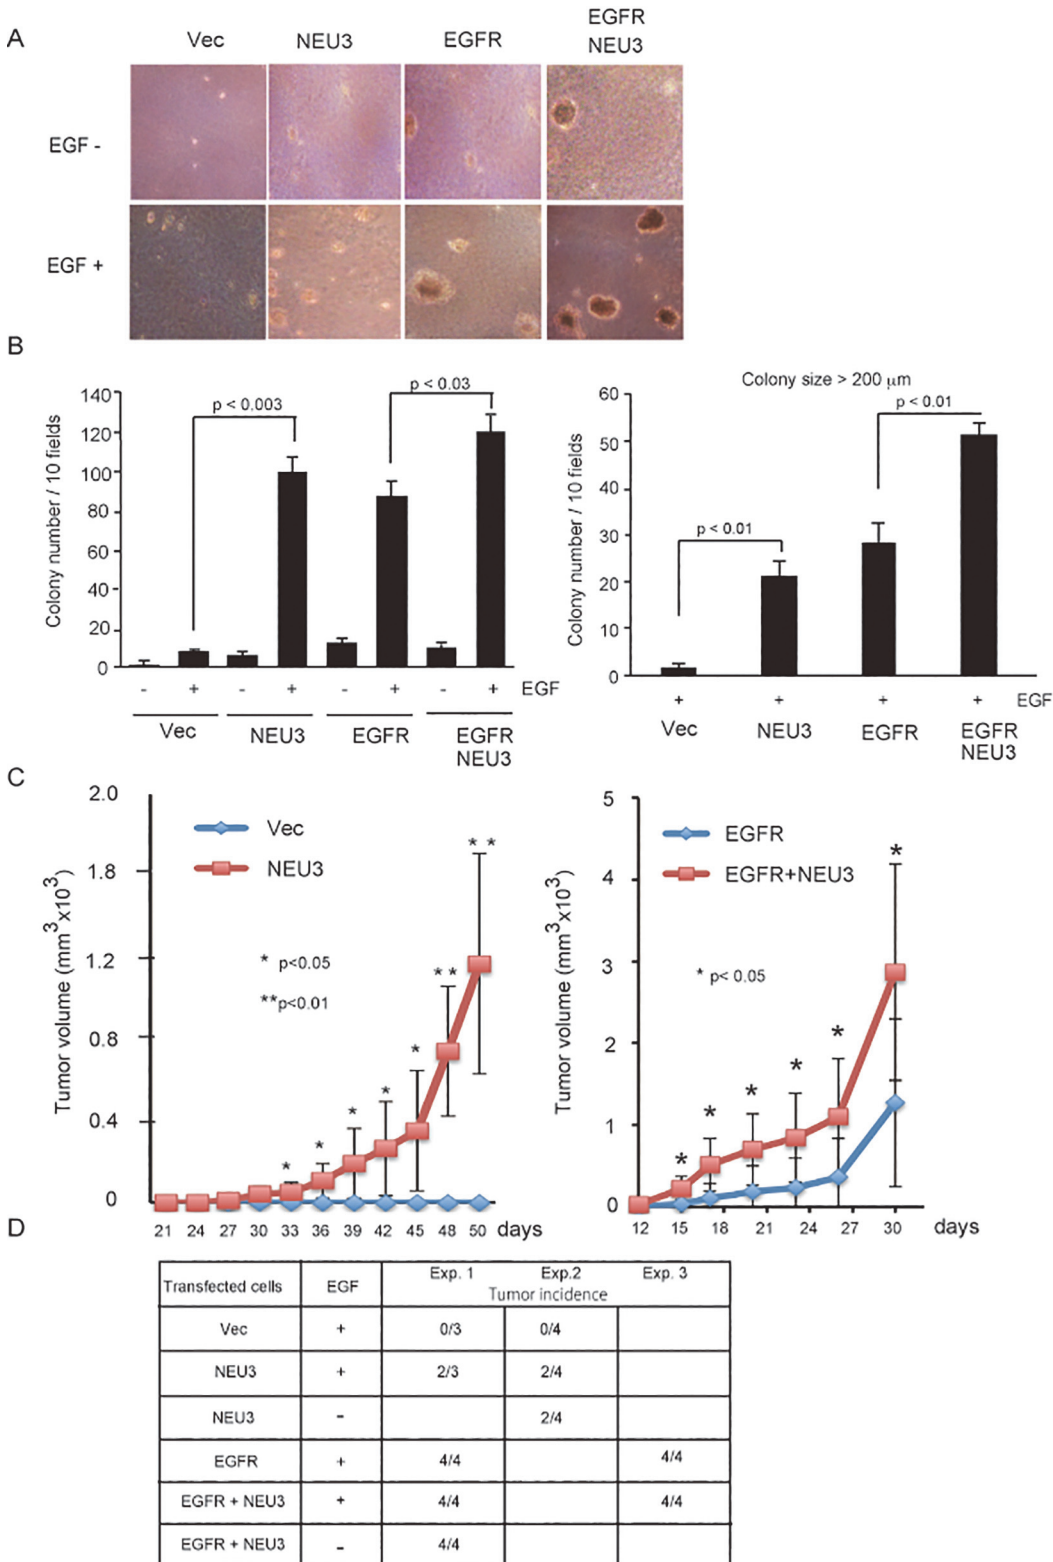 A
Vec NEU3 EGFR EGFR
NEU3
EGF -
EGF +
B
Colony number / 10 fields
140
120
100
80
60
40
20
0
p < 0.003
p < 0.03
- + - + - + - + EGF
Vec NEU3 EGFR EGFR
NEU3
Colony size > 200 μm
Colony number / 10 fields
60
50
40
30
20
10
0
p < 0.01
p < 0.01
+ + + + EGF
Vec NEU3 EGFR EGFR
NEU3
C
Tumor volume (mm3x103)
2.0
1.8
1.2
0.8
0.4
0
Vec
NEU3
* p<0.05
**p<0.01
* * * * * ** **
21 24 27 30 33 36 39 42 45 48 50 days
Tumor volume (mm3x103)
5
4
3
2
1
0
EGFR
EGFR+NEU3
* p< 0.05
* * * * * *
12 15 18 21 24 27 30 days
D
Transfected cells EGF Exp. 1 Exp.2 Exp. 3
Tumor incidence
Vec + 0/3 0/4
NEU3 + 2/3 2/4
NEU3 - 2/4
EGFR + 4/4 4/4
EGFR + NEU3 + 4/4 4/4
EGFR + NEU3 - 4/4